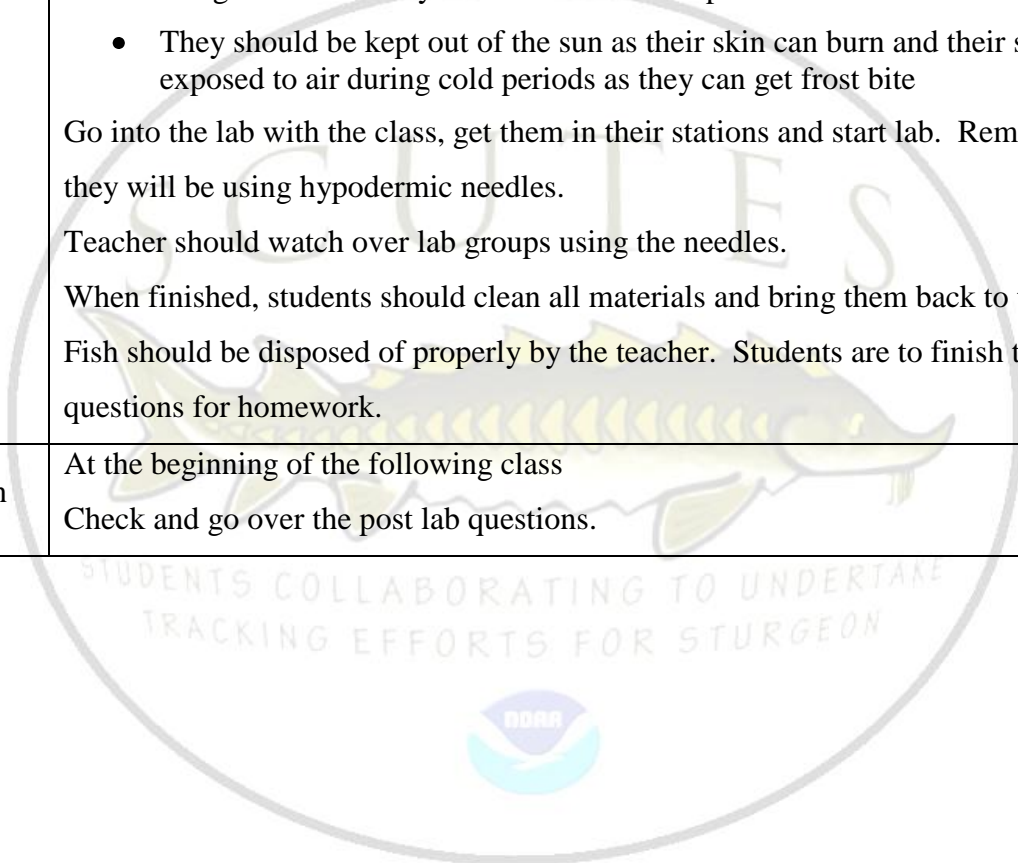 • They should be kept out of the sun as their skin can burn and their
exposed to air during cold periods as they can get frost bite
Go into the lab with the class, get them in their stations and start lab. Rem
they will be using hypodermic needles.
Teacher should watch over lab groups using the needles.
When finished, students should clean all materials and bring them back to
Fish should be disposed of properly by the teacher. Students are to finish
questions for homework.
At the beginning of the following class
Check and go over the post lab questions.
SCUTES
STUDENTS COLLABORATING TO UNDERTAKE
TRACKING EFFORTS FOR STURGEON
NOAA